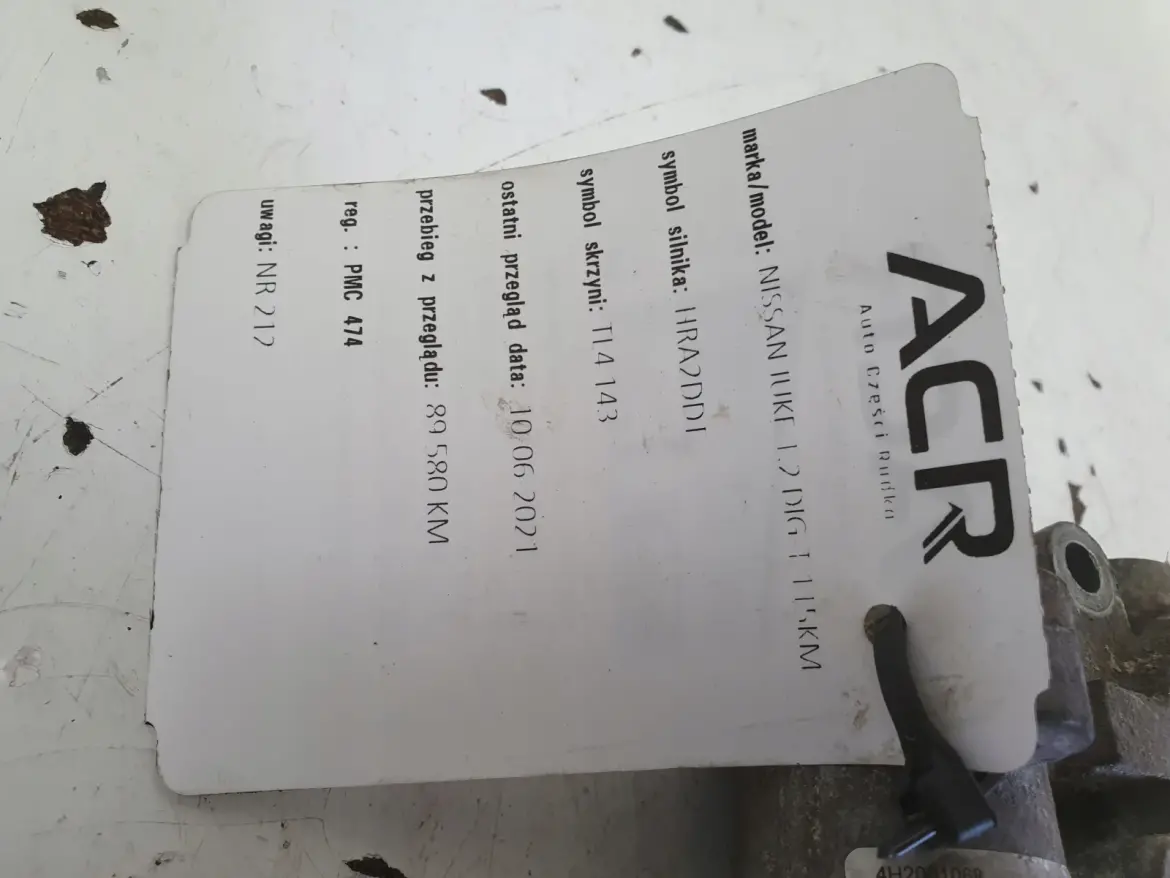 ACR
Auto Części Rudka
marka/model: NISSAN JUKE 1.2 DIG T 115KM
symbol silnika: HRA2DDT
symbol skrzyni: TL4 143
ostatni przegląd data: 10 06 2021
przebieg z przeglądu: 89 580 KM
reg. : PMC 474
uwagi: NR 212